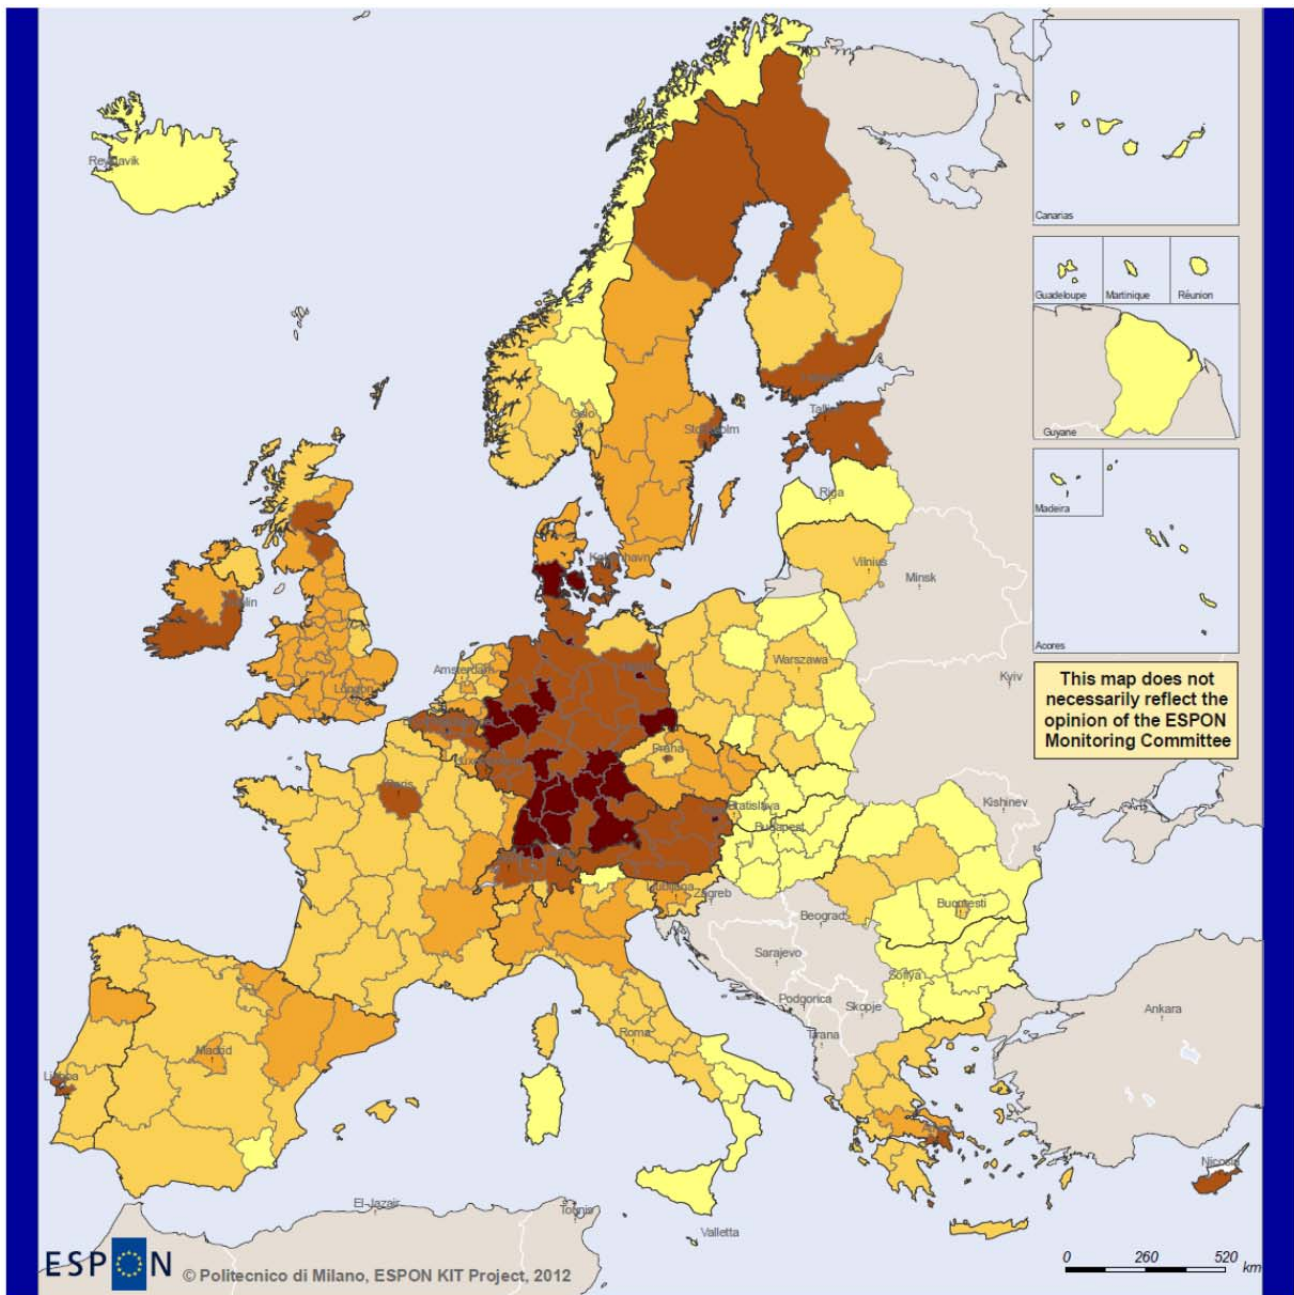 Reykjavik
Canarias
Guadeloupe
Martinique
Réunion
Guyane
Oslo
Stockholm
Riga
Madeira
København
Vilnius
Minsk
Acores
Dublin
Amsterdam
Warszawa
London
Kyiv
This map does not
necessarily reflect the
opinion of the ESPON
Monitoring Committee
Praha
Paris
Bratislava
Kishinev
Budapest
Ljubljana
Zagreb
Bucuresti
Beograd
Sarajevo
Sofiya
Podgorica
Skopje
Ankara
Roma
Tirana
Madrid
Lisboa
Nicosia
El-Jazair
Tounis
Valletta
0 260 520
km
ESPON
© Politecnico di Milano, ESPON KIT Project, 2012